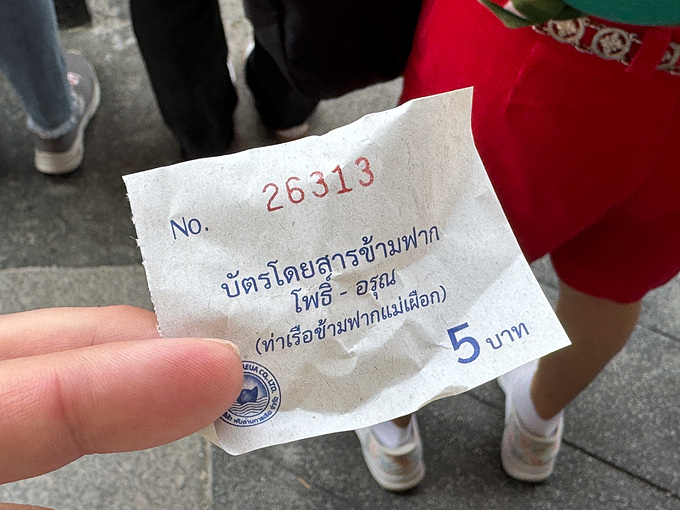 No. 26313
บัตรโดยสารข้ามฟาก
โพธิ์ - อรุณ
(ท่าเรือข้ามฟากแม่เผือก)
5 บาท
CO.,LTD.